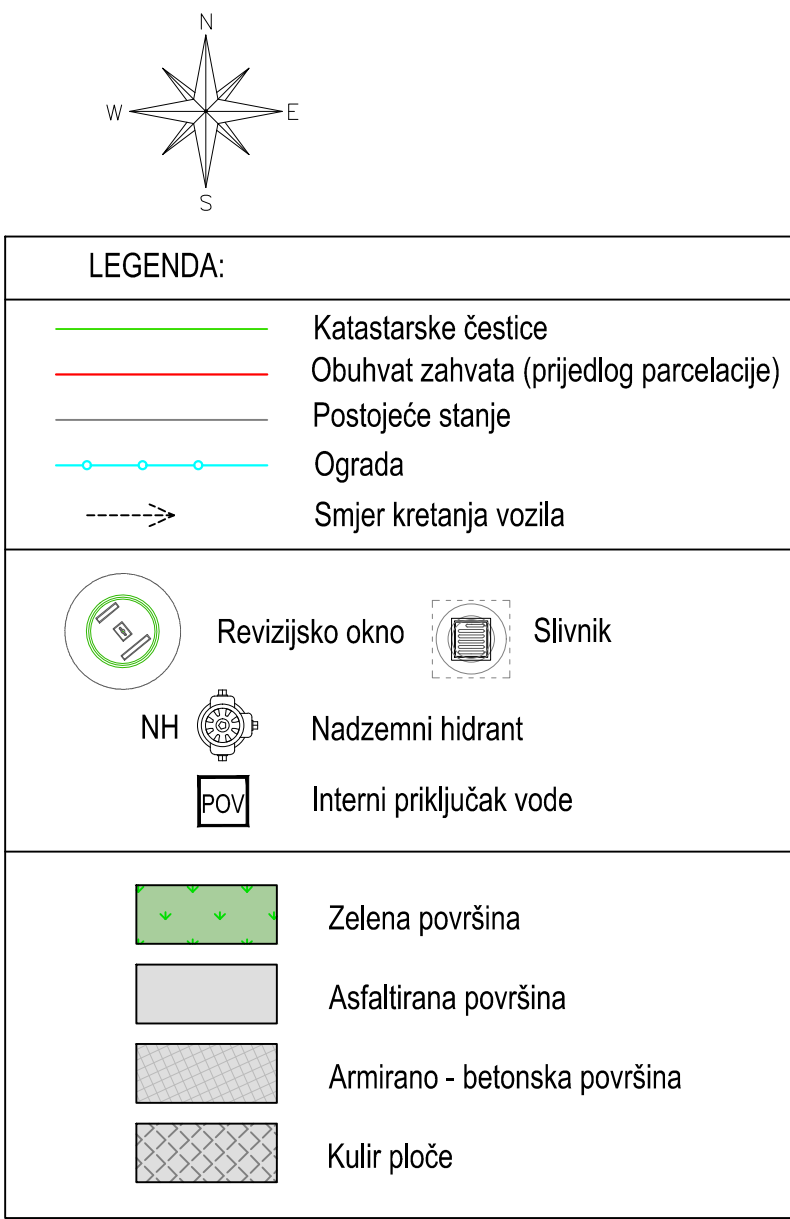 N
W E
S
LEGENDA:
Katastarske čestice
Obuhvat zahvata (prijedlog parcelacije)
Postojeće stanje
Ograda
Smjer kretanja vozila
Revizijsko okno Slivnik
NH Nadzemni hidrant
POV Interni priključak vode
Zelena površina
Asfaltirana površina
Armirano - betonska površina
Kulir ploče